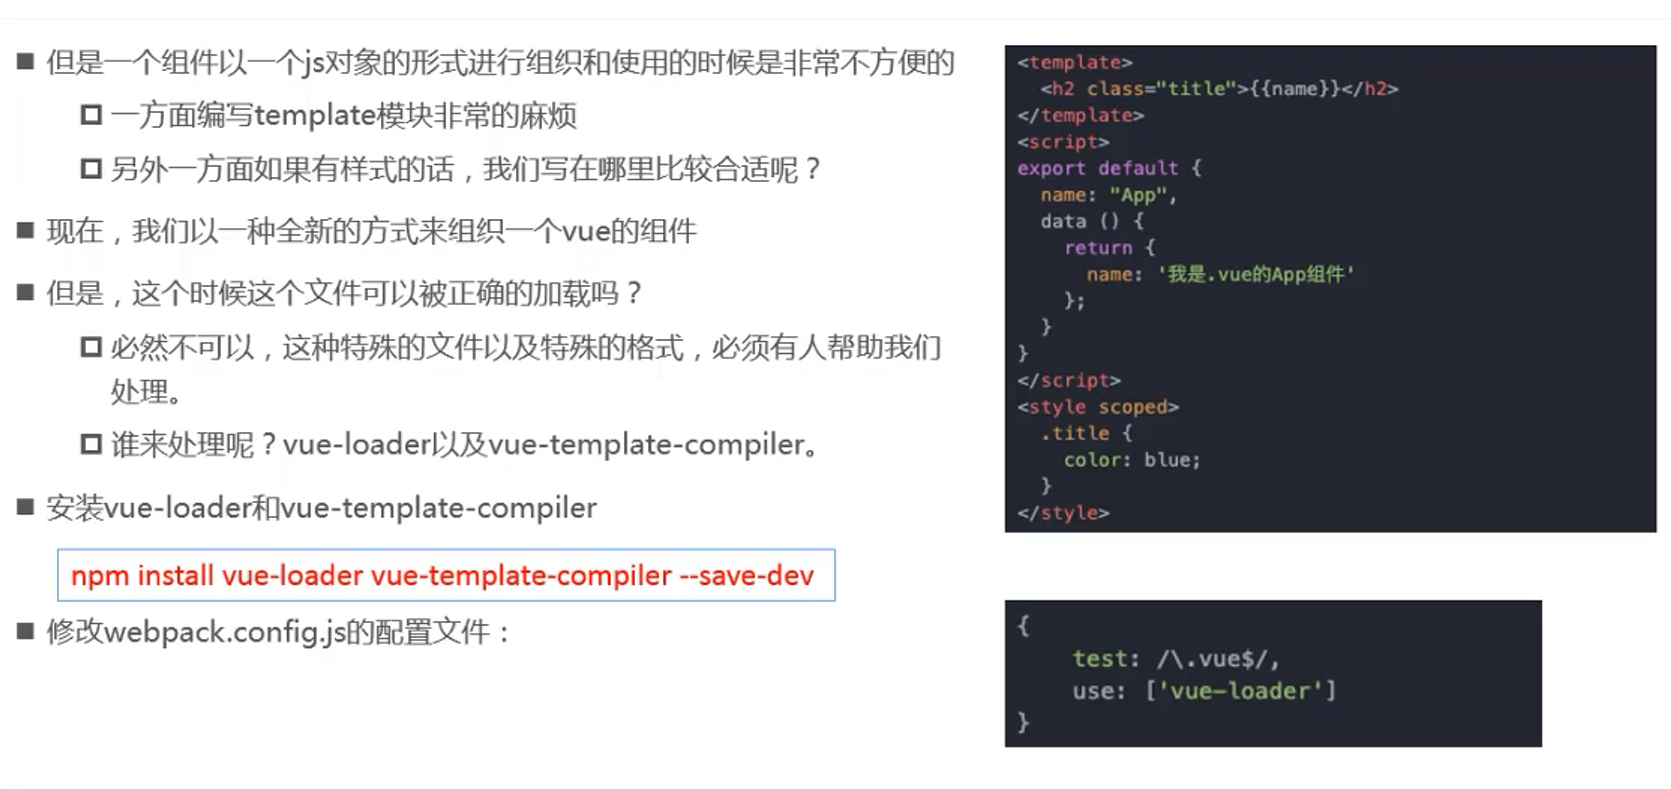 ■ 但是一个组件以一个js对象的形式进行组织和使用的时候是非常不方便的
一方面编写template模块非常的麻烦
另外一方面如果有样式的话，我们写在哪里比较合适呢？
■ 现在，我们以一种全新的方式来组织一个vue的组件
■ 但是，这个时候这个文件可以被正确的加载吗？
必然不可以，这种特殊的文件以及特殊的格式，必须有人帮助我们
处理。
谁来处理呢？vue-loader以及vue-template-compiler。
■ 安装vue-loader和vue-template-compiler
npm install vue-loader vue-template-compiler --save-dev
■ 修改webpack.config.js的配置文件：
<template>
  <h2 class="title">{{name}}</h2>
</template>
<script>
export default {
  name: "App",
  data () {
    return {
      name: '我是.vue的App组件'
    };
  }
}
</script>
<style scoped>
  .title {
    color: blue;
  }
</style>
{
    test: /\.vue$/,
    use: ['vue-loader']
}